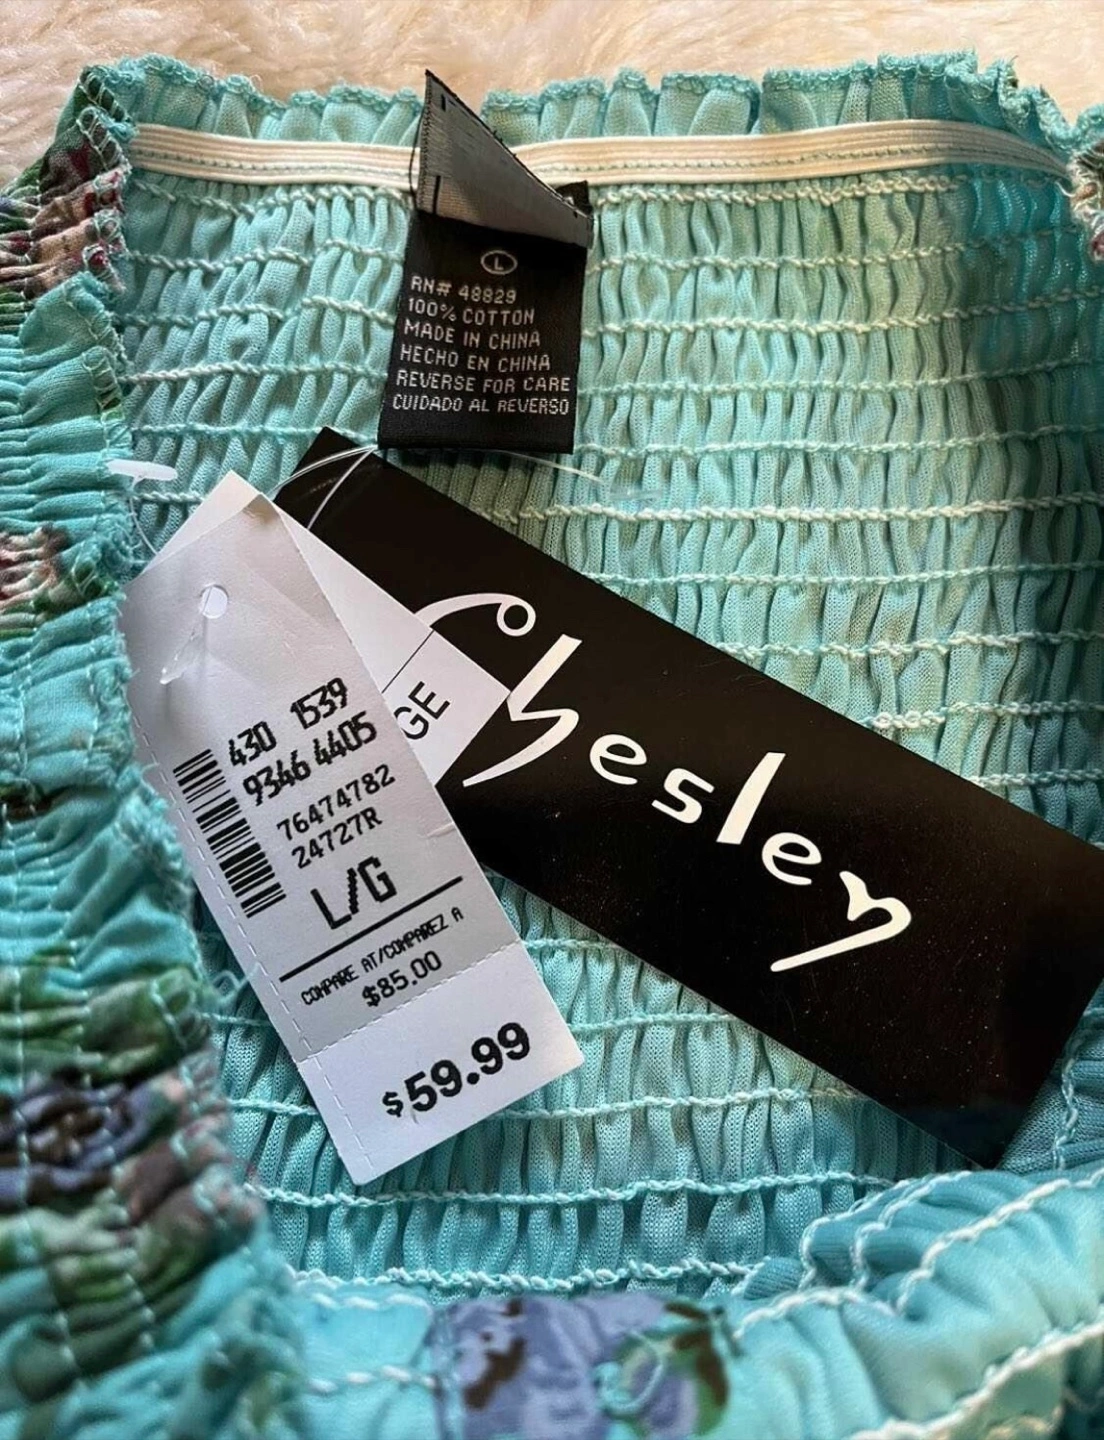 L
RN# 48829
100% COTTON
MADE IN CHINA
HECHO EN CHINA
REVERSE FOR CARE
CUIDADO AL REVERSO
Chesley
GE
430 1539
9346 4405
76474782
24727R
L/G
COMPARE AT/COMPAREZ A
$85.00
$59.99